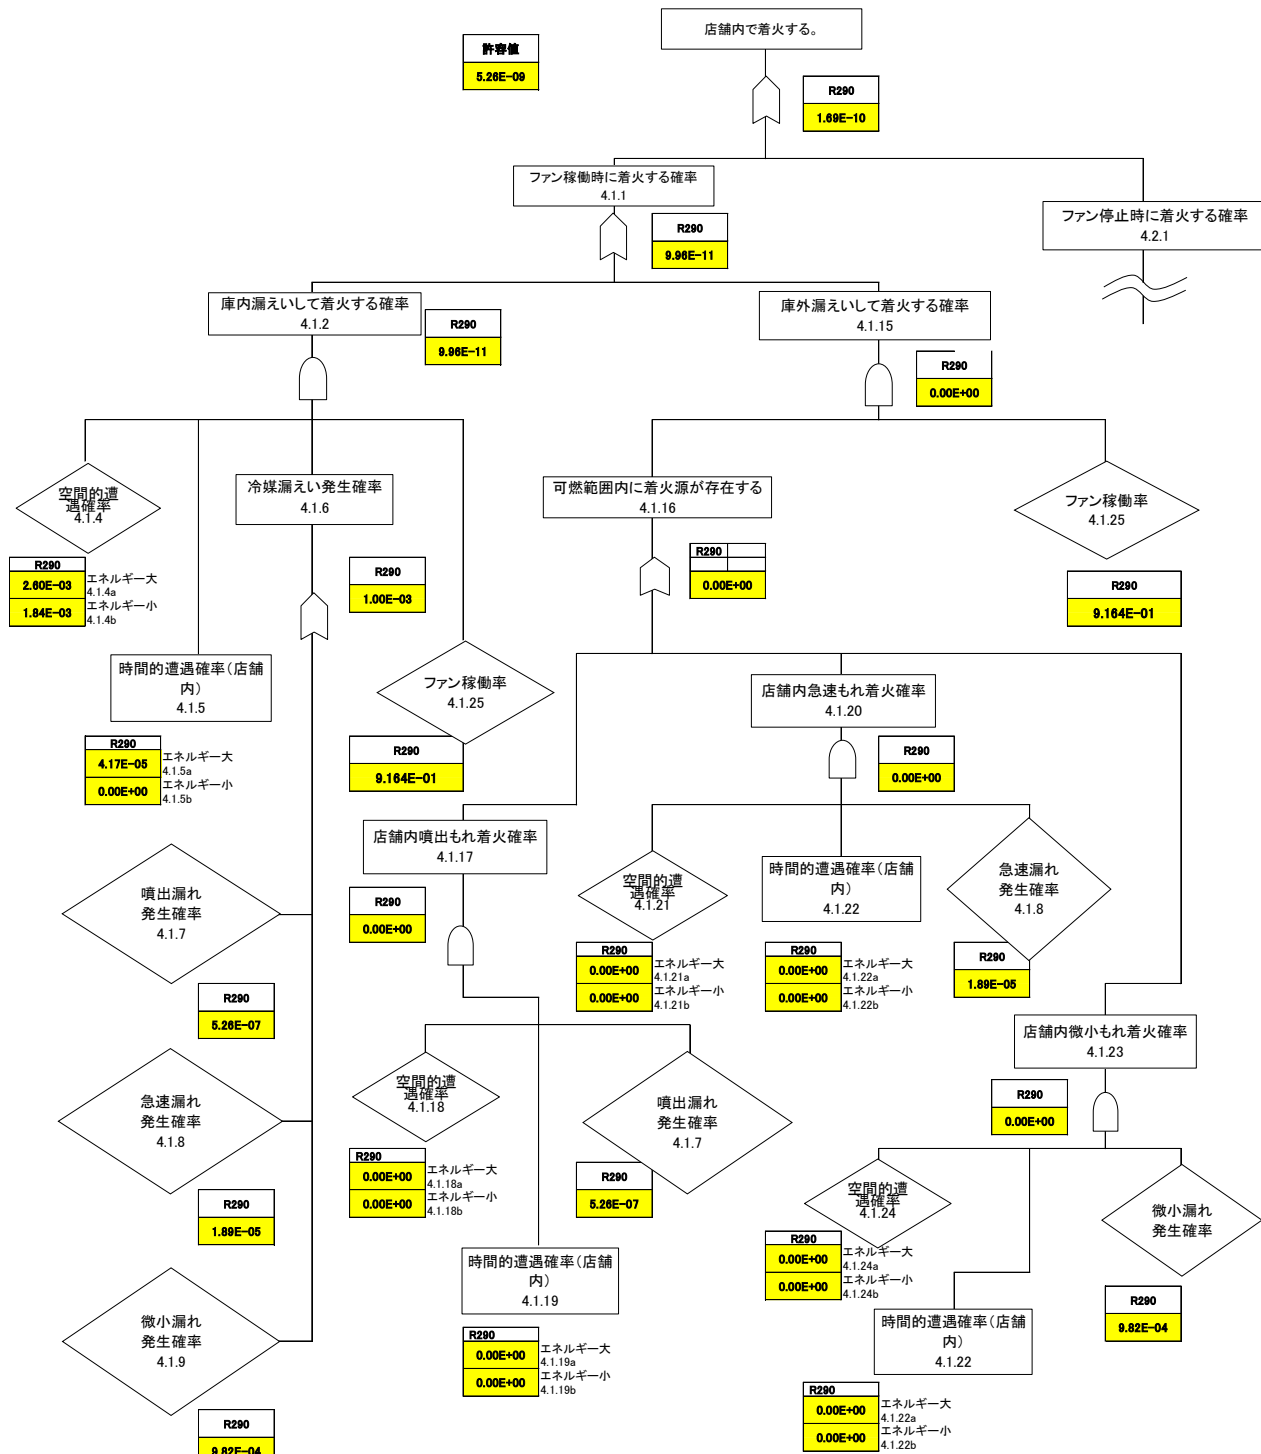 店舗内で着火する。
許容値
5.26E-09
R290
1.69E-10
ファン稼働時に着火する確率
4.1.1
R290
9.96E-11
ファン停止時に着火する確率
4.2.1
庫内漏えいして着火する確率
4.1.2
R290
9.96E-11
庫外漏えいして着火する確率
4.1.15
R290
0.00E+00
空間的遭
遇確率
4.1.4
R290
2.60E-03
エネルギー大
4.1.4a
1.84E-03
エネルギー小
4.1.4b
冷媒漏えい発生確率
4.1.6
R290
1.00E-03
可燃範囲内に着火源が存在する
4.1.16
R290
0.00E+00
ファン稼働率
4.1.25
R290
9.164E-01
時間的遭遇確率(店舗
内)
4.1.5
R290
4.17E-05
エネルギー大
4.1.5a
0.00E+00
エネルギー小
4.1.5b
ファン稼働率
4.1.25
R290
9.164E-01
店舗内急速もれ着火確率
4.1.20
R290
0.00E+00
店舗内噴出もれ着火確率
4.1.17
R290
0.00E+00
空間的遭
遇確率
4.1.21
R290
0.00E+00
エネルギー大
4.1.21a
0.00E+00
エネルギー小
4.1.21b
時間的遭遇確率(店舗
内)
4.1.22
R290
0.00E+00
エネルギー大
4.1.22a
0.00E+00
エネルギー小
4.1.22b
急速漏れ
発生確率
4.1.8
R290
1.89E-05
噴出漏れ
発生確率
4.1.7
R290
5.26E-07
店舗内微小もれ着火確率
4.1.23
R290
0.00E+00
急速漏れ
発生確率
4.1.8
R290
1.89E-05
空間的遭
遇確率
4.1.18
R290
0.00E+00
エネルギー大
4.1.18a
0.00E+00
エネルギー小
4.1.18b
噴出漏れ
発生確率
4.1.7
R290
5.26E-07
空間的遭
遇確率
4.1.24
R290
0.00E+00
エネルギー大
4.1.24a
0.00E+00
エネルギー小
4.1.24b
微小漏れ
発生確率
R290
9.82E-04
時間的遭遇確率(店舗
内)
4.1.19
R290
0.00E+00
エネルギー大
4.1.19a
0.00E+00
エネルギー小
4.1.19b
時間的遭遇確率(店舗
内)
4.1.22
R290
0.00E+00
エネルギー大
4.1.22a
0.00E+00
エネルギー小
4.1.22b
微小漏れ
発生確率
4.1.9
R290
9.82E-04